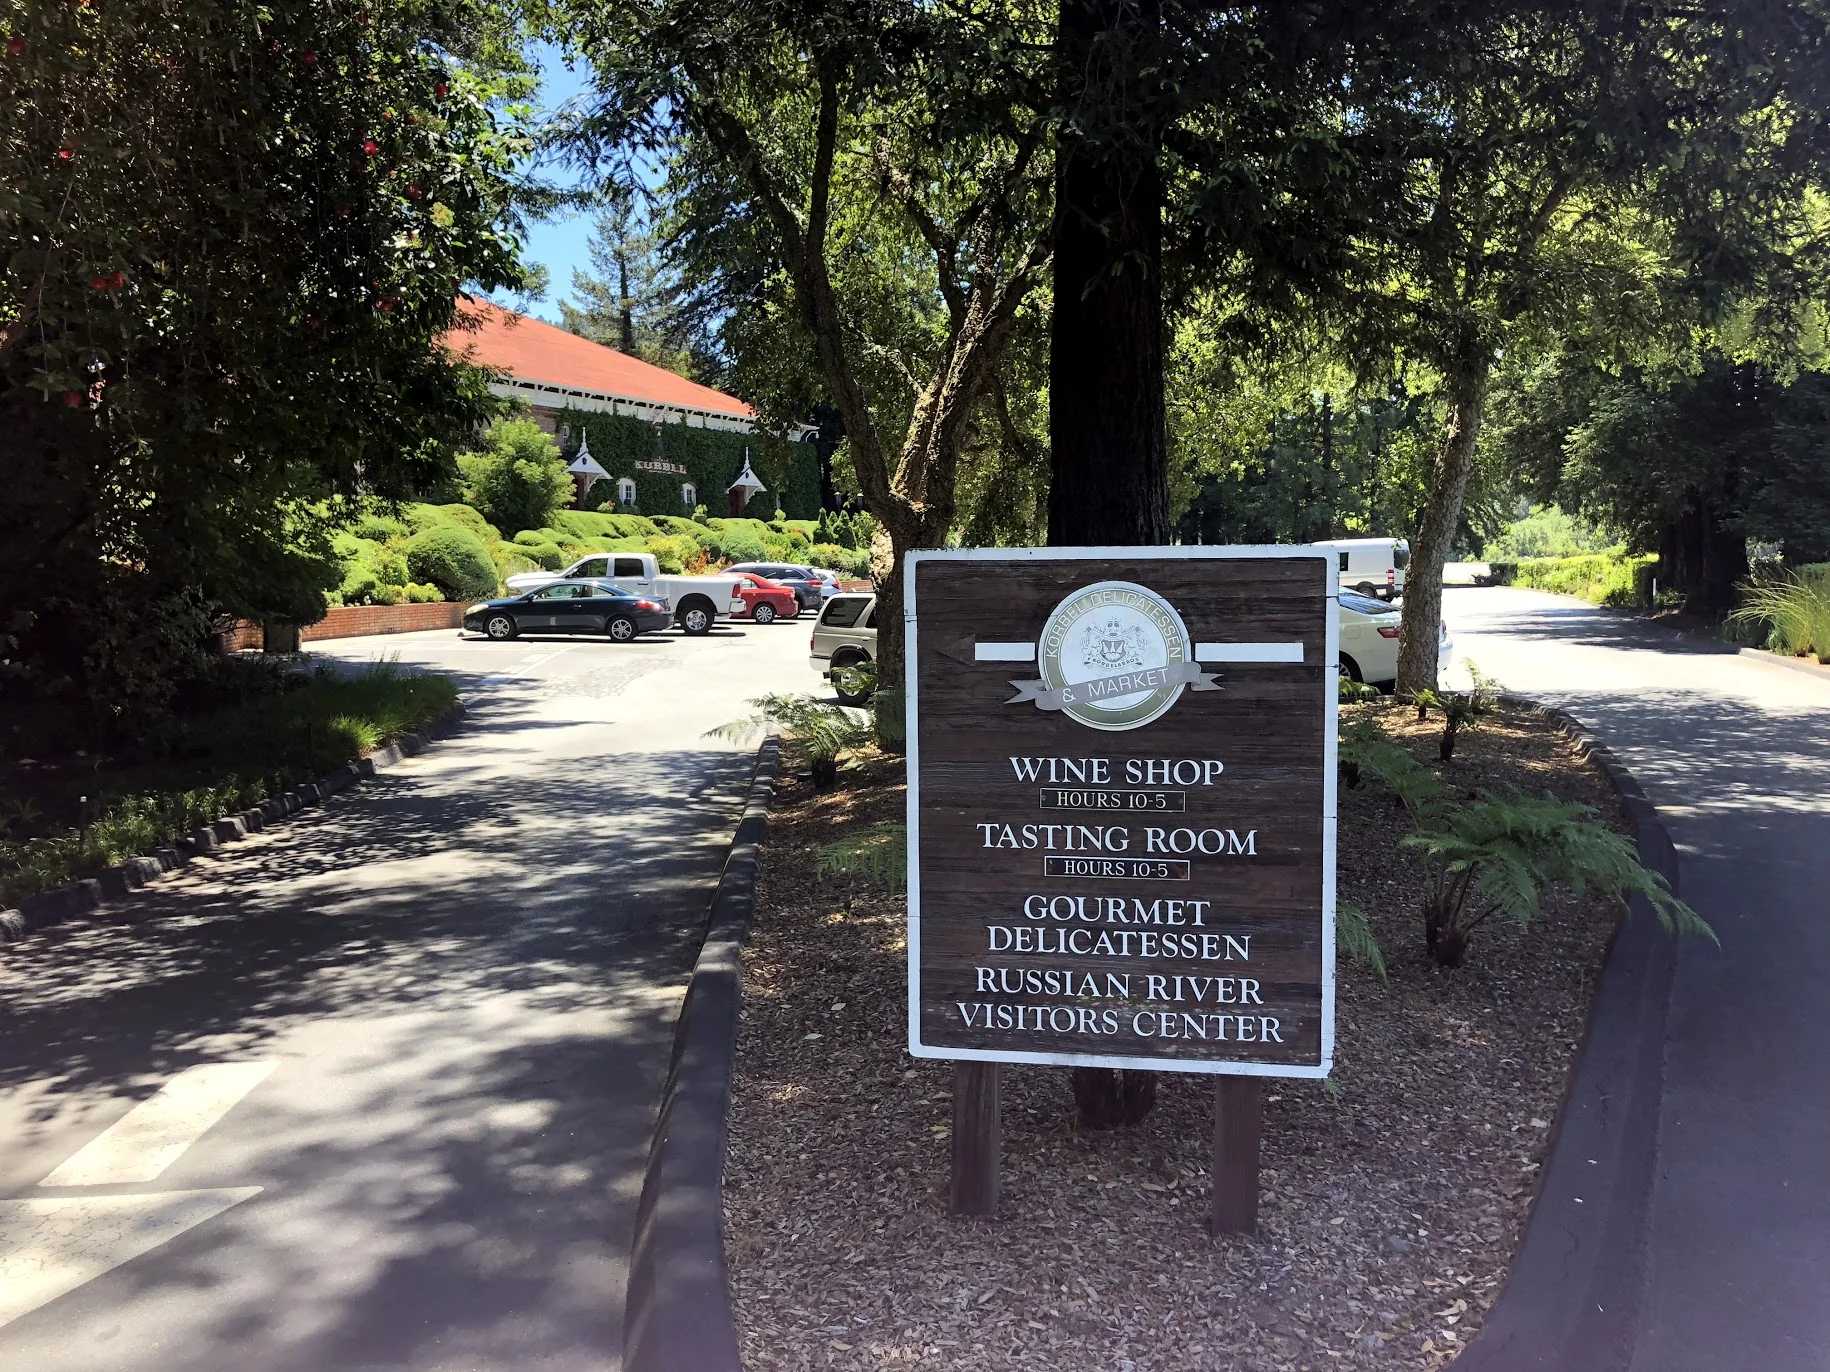 KORBEL
KORBEL DELICATESSEN
& MARKET
WINE SHOP
HOURS 10-5
TASTING ROOM
HOURS 10-5
GOURMET
DELICATESSEN
RUSSIAN RIVER
VISITORS CENTER